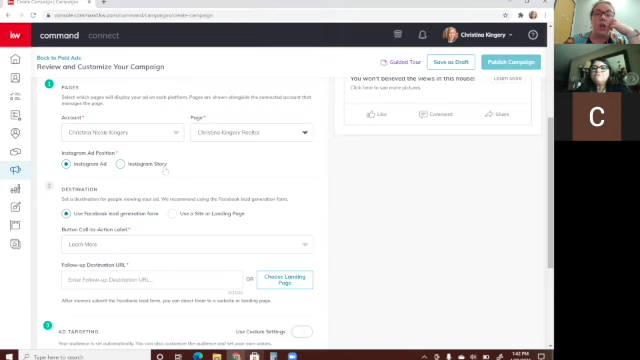 Create Campaign
console.command.kw.com/command/campaigns/create-campaign
kw
command connect
Christina Kingery
Back to Paid Ads
Review and Customize Your Campaign
Guided Tour
Save as Draft
Publish Campaign
1
PAGES
Select which pages will display your ad on each platform. Pages are shown alongside the connected account that
manage the page.
Account:*
Page:*
Christina Nicole Kingery
Christina Kingery Realtor
Instagram Ad Position*
Instagram Ad
Instagram Story
2
DESTINATION
Set a destination for people viewing your ad. We recommend using the Facebook lead generation form.
Use Facebook lead generation form
Use a Site or Landing Page
Button Call-to-Action Label:*
Learn More
Follow-up Destination URL*
Enter Follow-up Destination URL
OR
Choose Landing
Page
After viewers submit the Facebook lead form, you can direct them to a website or landing page.
3
AD TARGETING
Use Custom Settings
Your audience is set automatically. You can also customize the audience and set your own values.
You won't believed the views in this house!
Click here to see more pictures.
Learn More
Like
Comment
Share
C
Type here to search
1:42 PM